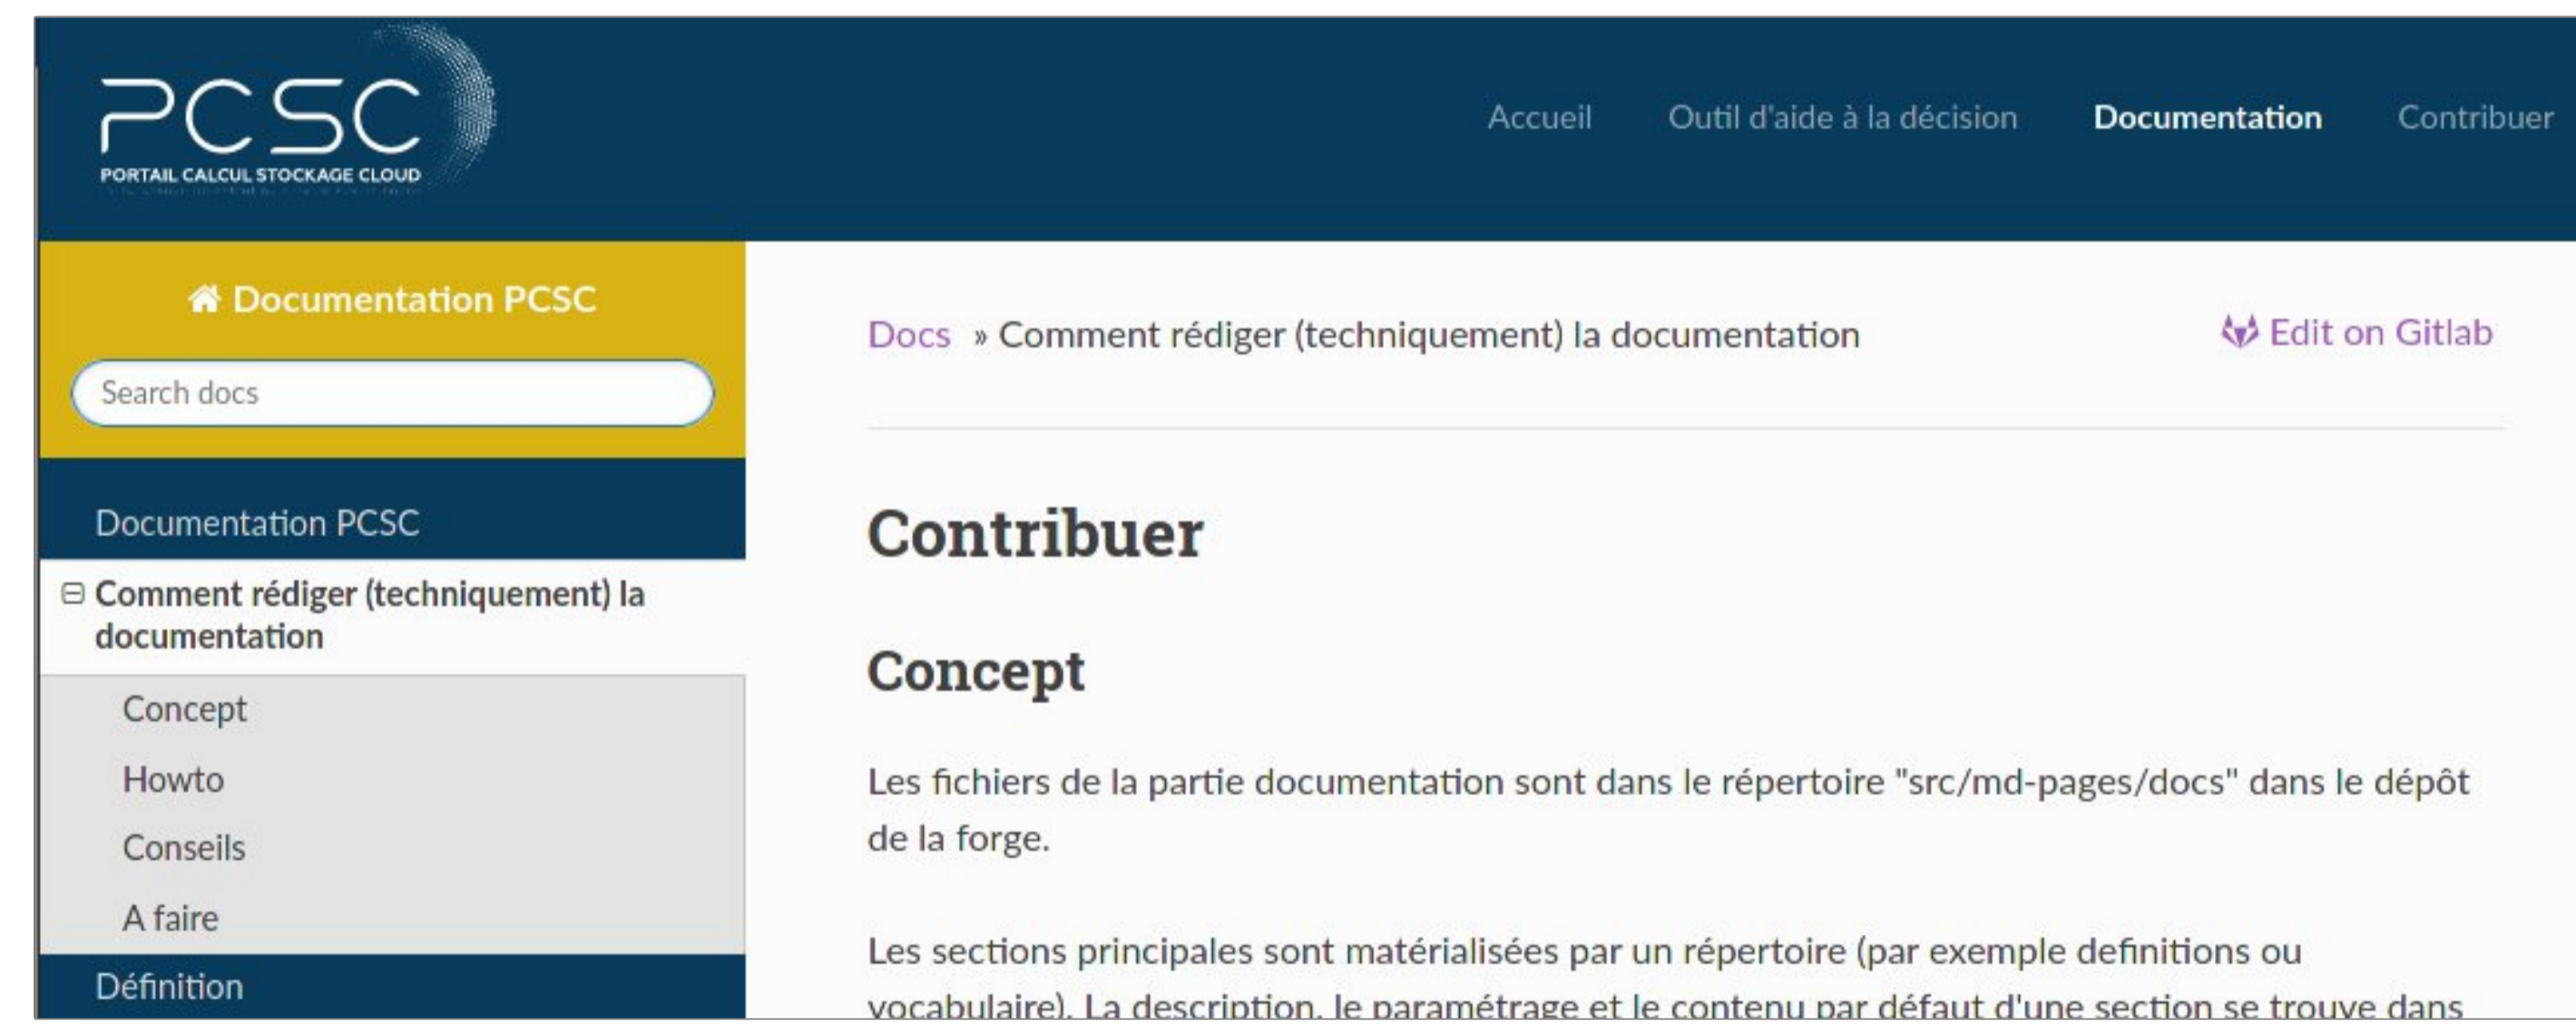 PCSC
PORTAIL CALCUL STOCKAGE CLOUD
Accueil Outil d'aide à la décision Documentation Contribuer
Documentation PCSC
Search docs
Documentation PCSC
Comment rédiger (techniquement) la
documentation
Concept
Howto
Conseils
A faire
Définition
Docs » Comment rédiger (techniquement) la documentation
Edit on Gitlab
Contribuer
Concept
Les fichiers de la partie documentation sont dans le répertoire "src/md-pages/docs" dans le dépôt
de la forge.
Les sections principales sont matérialisées par un répertoire (par exemple definitions ou
vocabulaire). La description, le paramétrage et le contenu par défaut d'une section se trouve dans